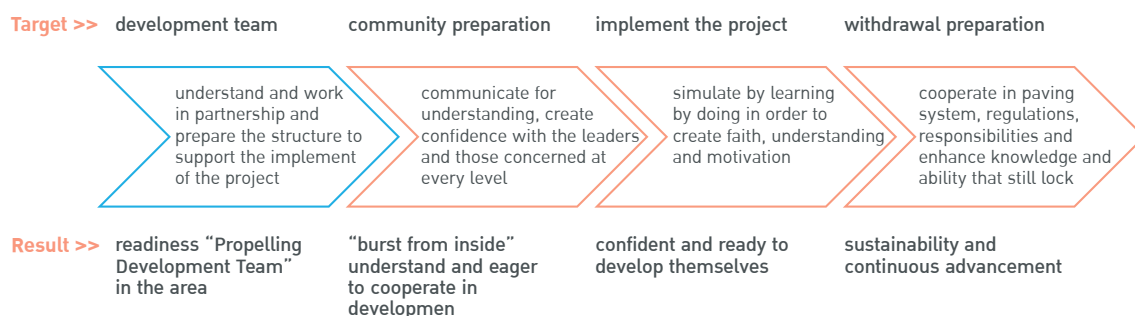 Target >> development team community preparation implement the project withdrawal preparation
understand and work
in partnership and
prepare the structure to
support the implement
of the project
communicate for
understanding, create
confidence with the leaders
and those concerned at
every level
simulate by learning
by doing in order to
create faith, understanding
and motivation
cooperate in paving
system, regulations,
responsibilities and
enhance knowledge and
ability that still lock
Result >>
readiness “Propelling
Development Team”
in the area
“burst from inside”
understand and eager
to cooperate in
developmen
confident and ready to
develop themselves
sustainability and
continuous advancement